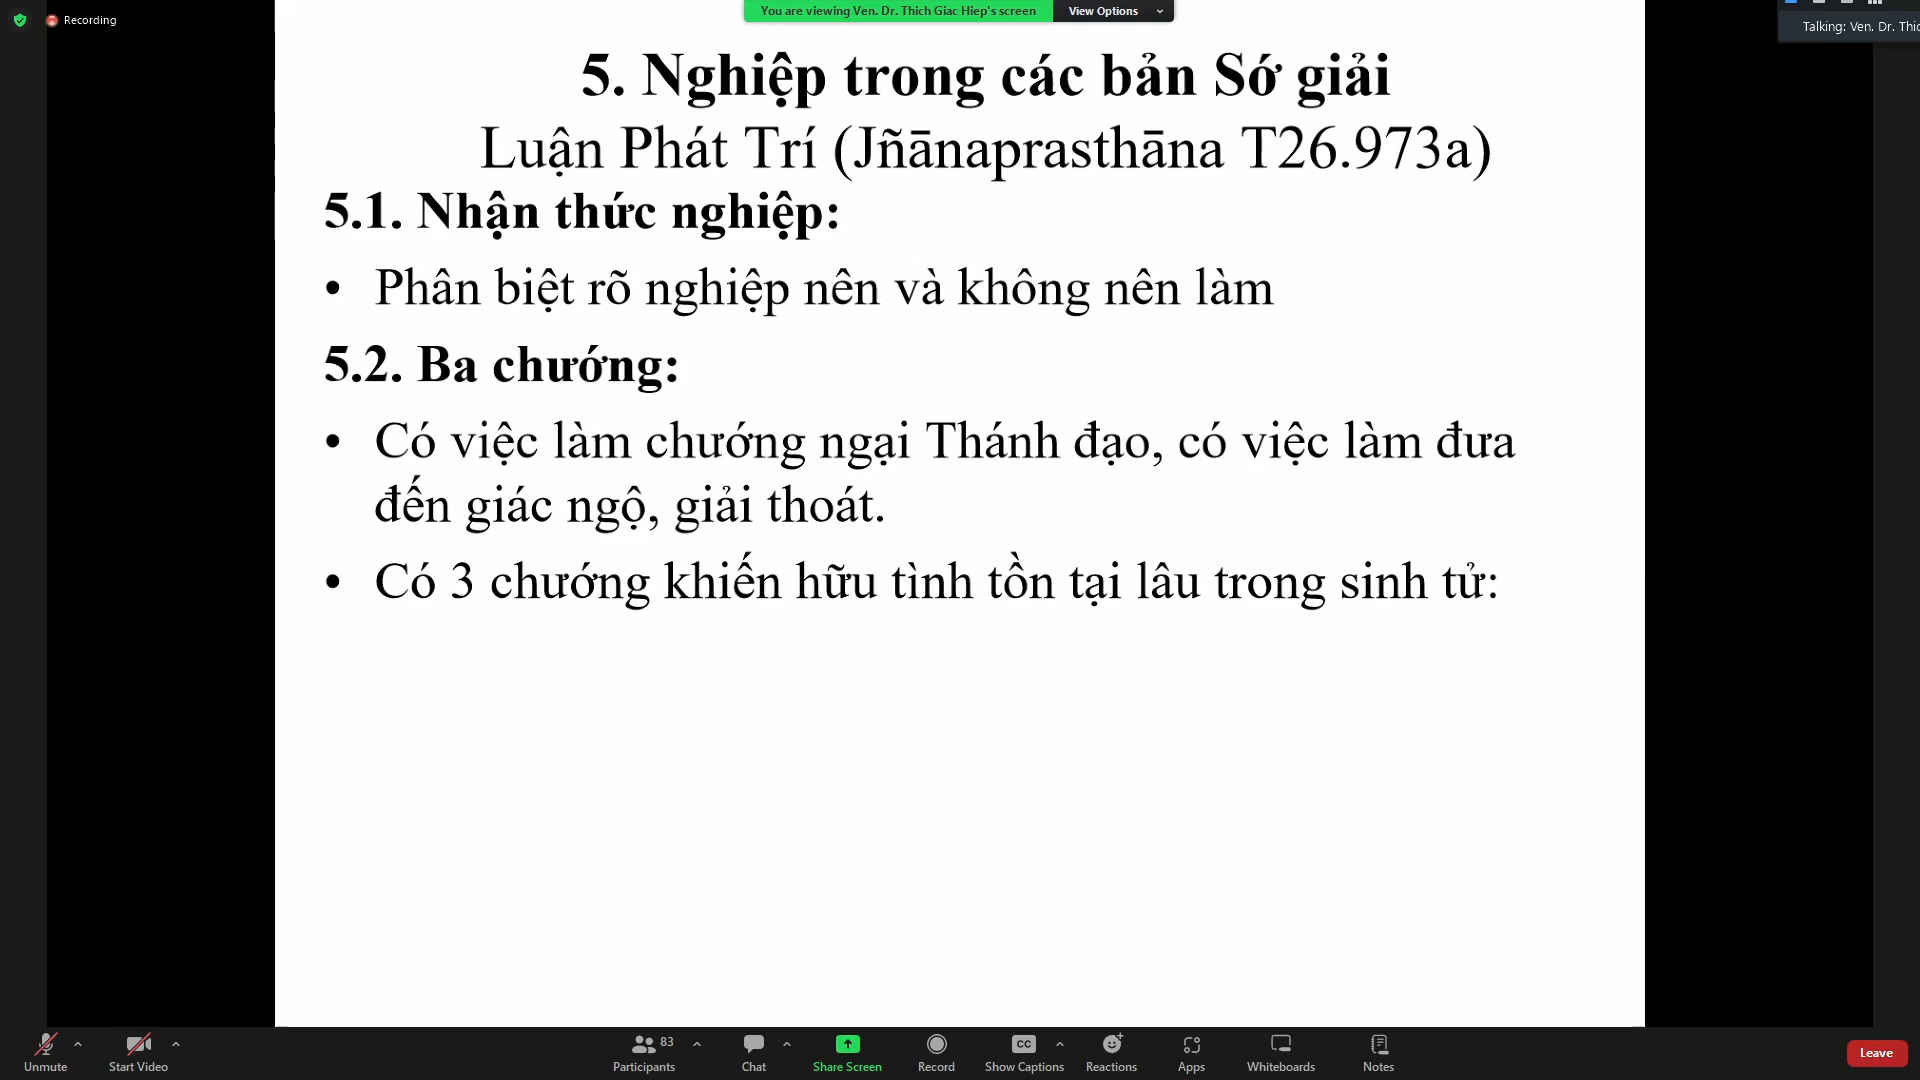 Recording
You are viewing Ven. Dr. Thich Giac Hiep's screen
View Options
Talking: Ven. Dr. Thic
5. Nghiệp trong các bản Sớ giải
Luận Phát Trí (Jñānaprasthāna T26.973a)
5.1. Nhận thức nghiệp:
• Phân biệt rõ nghiệp nên và không nên làm
5.2. Ba chướng:
• Có việc làm chướng ngại Thánh đạo, có việc làm đưa
đến giác ngộ, giải thoát.
• Có 3 chướng khiến hữu tình tồn tại lâu trong sinh tử:
Unmute
Start Video
83
Participants
Chat
Share Screen
Record
CC
Show Captions
Reactions
Apps
Whiteboards
Notes
Leave